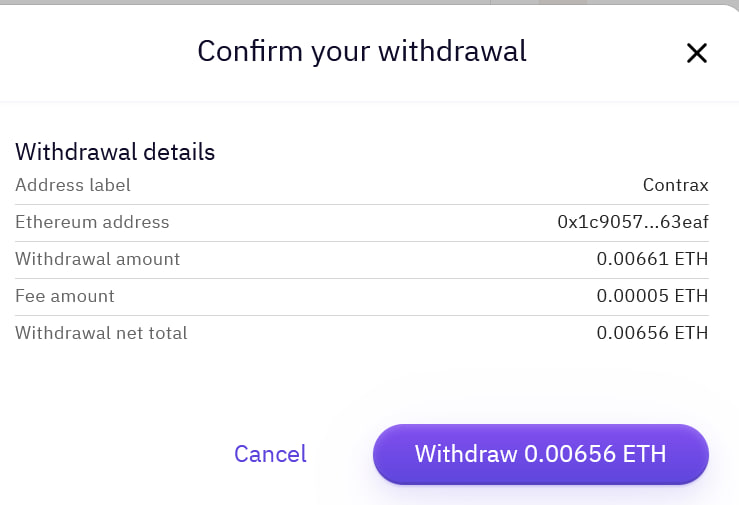 Confirm your withdrawal
Withdrawal details
Address label Contrax
Ethereum address 0x1c9057...63eaf
Withdrawal amount 0.00661 ETH
Fee amount 0.00005 ETH
Withdrawal net total 0.00656 ETH
Cancel Withdraw 0.00656 ETH